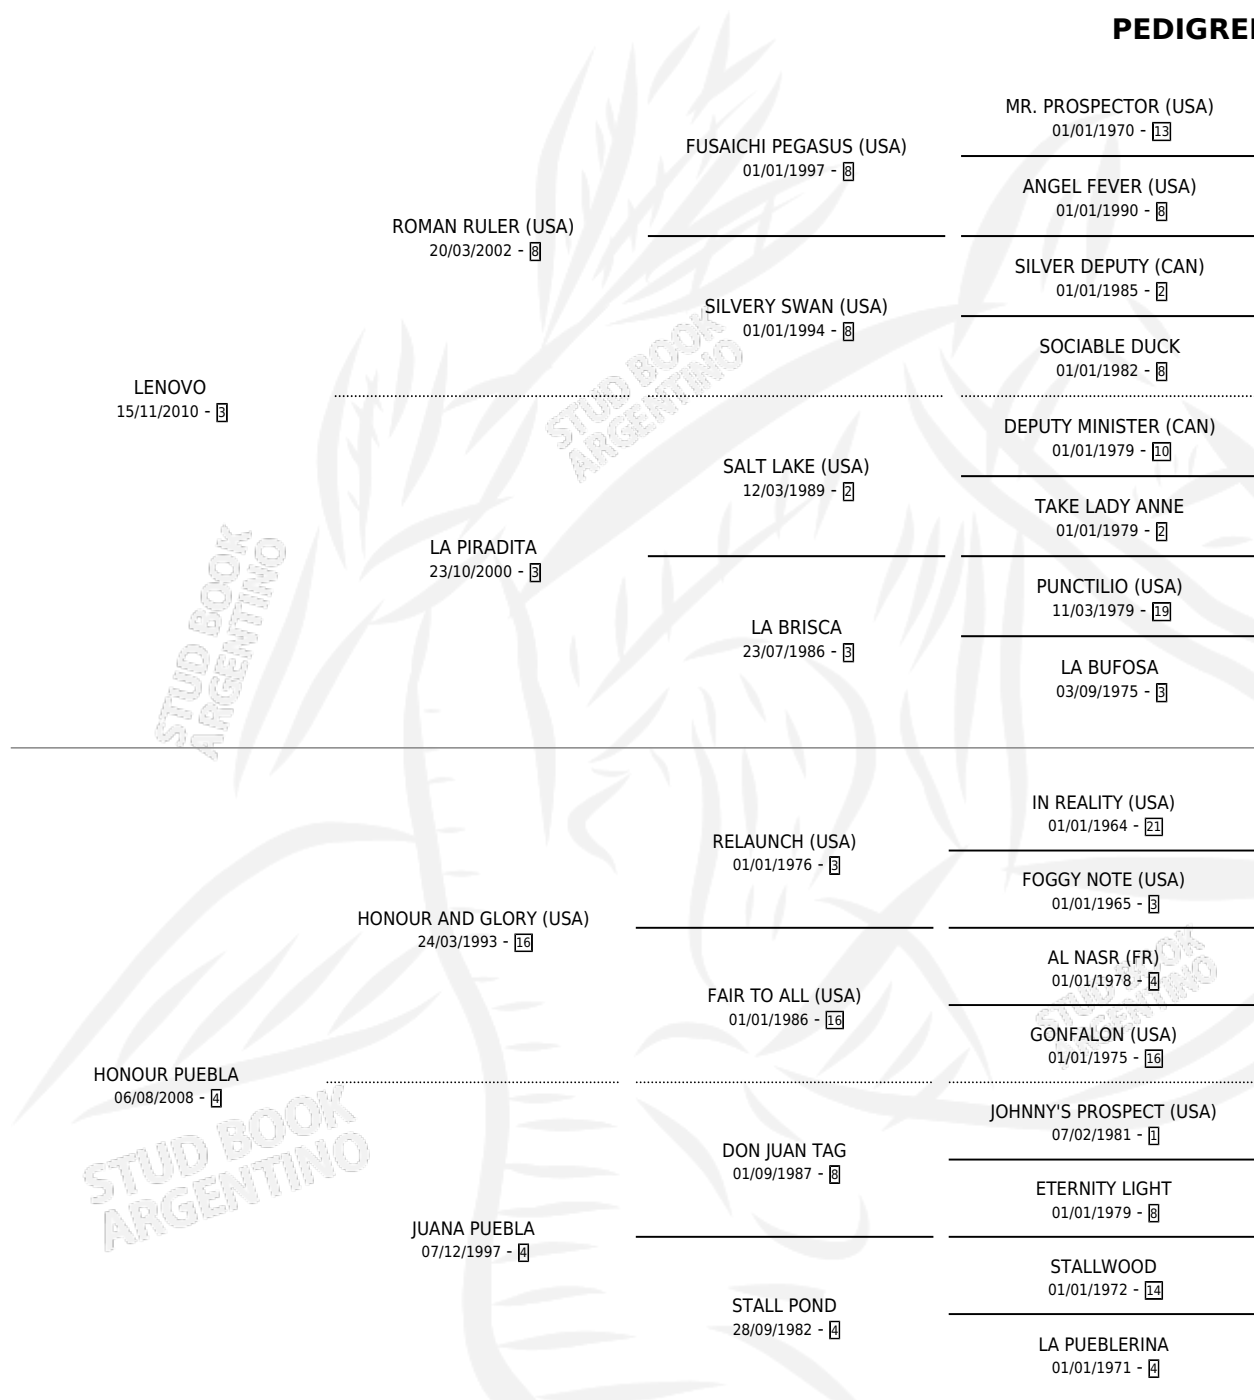 PEDIGREE
MR. PROSPECTOR (USA)
01/01/1970 - 13
FUSAICHI PEGASUS (USA)
01/01/1997 - 8
ANGEL FEVER (USA)
01/01/1990 - 8
ROMAN RULER (USA)
20/03/2002 - 8
SILVER DEPUTY (CAN)
01/01/1985 - 2
SILVERY SWAN (USA)
01/01/1994 - 8
SOCIABLE DUCK
01/01/1982 - 8
LENOVO
15/11/2010 - 3
DEPUTY MINISTER (CAN)
01/01/1979 - 10
SALT LAKE (USA)
12/03/1989 - 2
TAKE LADY ANNE
01/01/1979 - 2
LA PIRADITA
23/10/2000 - 3
PUNCTILIO (USA)
11/03/1979 - 19
LA BRISCA
23/07/1986 - 3
LA BUFOSA
03/09/1975 - 3
IN REALITY (USA)
01/01/1964 - 21
RELAUNCH (USA)
01/01/1976 - 3
FOGGY NOTE (USA)
01/01/1965 - 3
HONOUR AND GLORY (USA)
24/03/1993 - 16
AL NASR (FR)
01/01/1978 - 4
FAIR TO ALL (USA)
01/01/1986 - 16
GONFALON (USA)
01/01/1975 - 16
HONOUR PUEBLA
06/08/2008 - 4
JOHNNY'S PROSPECT (USA)
07/02/1981 - 1
DON JUAN TAG
01/09/1987 - 8
ETERNITY LIGHT
01/01/1979 - 8
JUANA PUEBLA
07/12/1997 - 4
STALLWOOD
01/01/1972 - 14
STALL POND
28/09/1982 - 4
LA PUEBLERINA
01/01/1971 - 4
STUD BOOK
ARGENTINO
STUD BOOK
ARGENTINO
STUD BOOK
ARGENTINO
STUD BOOK
ARGENTINO